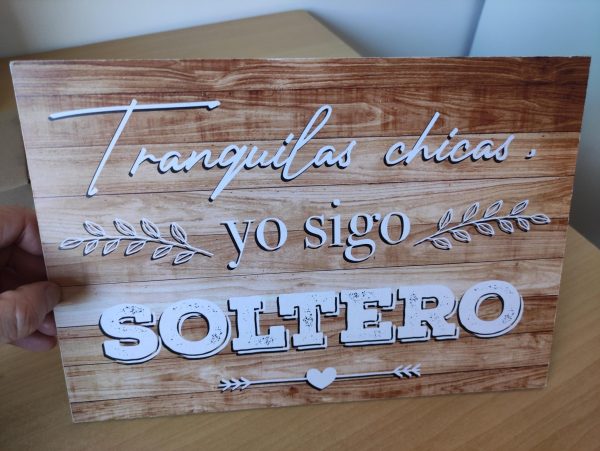 Tranquilas chicas,
yo sigo
SOLTERO